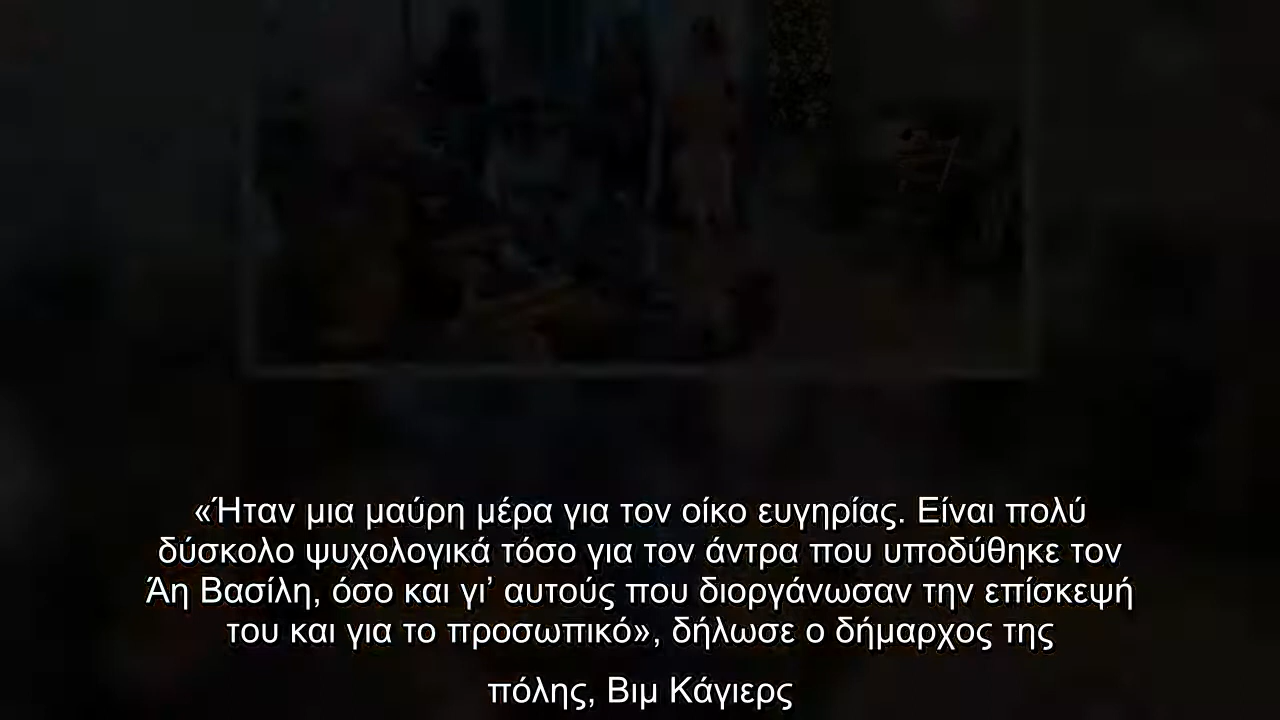 «Ήταν μια μαύρη μέρα για τον οίκο ευγηρίας. Είναι πολύ
δύσκολο ψυχολογικά τόσο για τον άντρα που υποδύθηκε τον
Άη Βασίλη, όσο και γι’ αυτούς που διοργάνωσαν την επίσκεψή
του και για το προσωπικό», δήλωσε ο δήμαρχος της
πόλης, Βιμ Κάγιερς